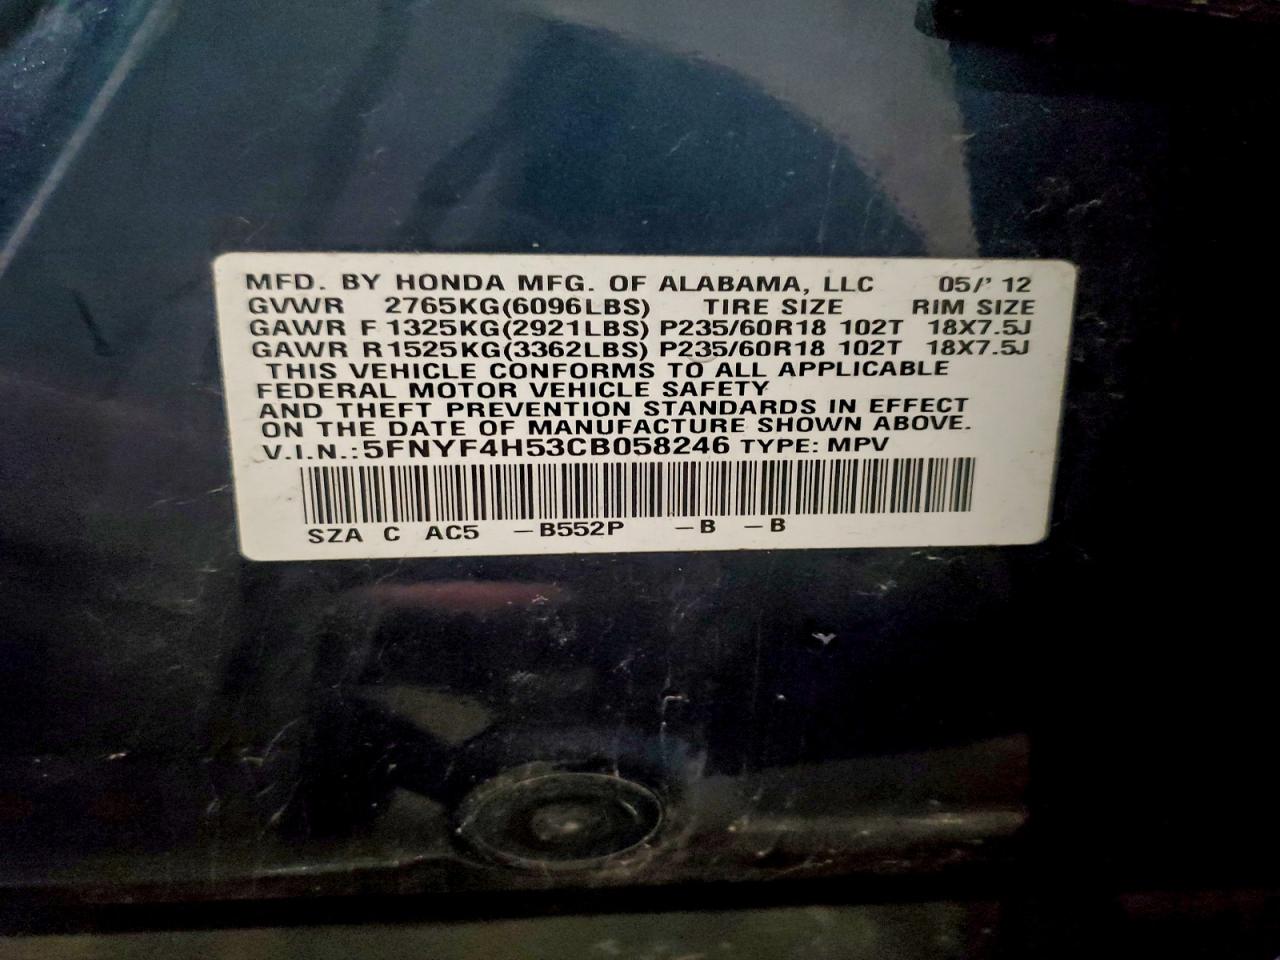 MFD. BY HONDA MFG. OF ALABAMA, LLC 05/'12
GVWR 2765KG(6096LBS) TIRE SIZE RIM SIZE
GAWR F 1325KG(2921LBS) P235/60R18 102T 18X7.5J
GAWR R 1525KG(3362LBS) P235/60R18 102T 18X7.5J
THIS VEHICLE CONFORMS TO ALL APPLICABLE
FEDERAL MOTOR VEHICLE SAFETY
AND THEFT PREVENTION STANDARDS IN EFFECT
ON THE DATE OF MANUFACTURE SHOWN ABOVE.
V.I.N.:5FNYF4H53CB058246 TYPE: MPV
SZA C AC5 -B552P -B -B